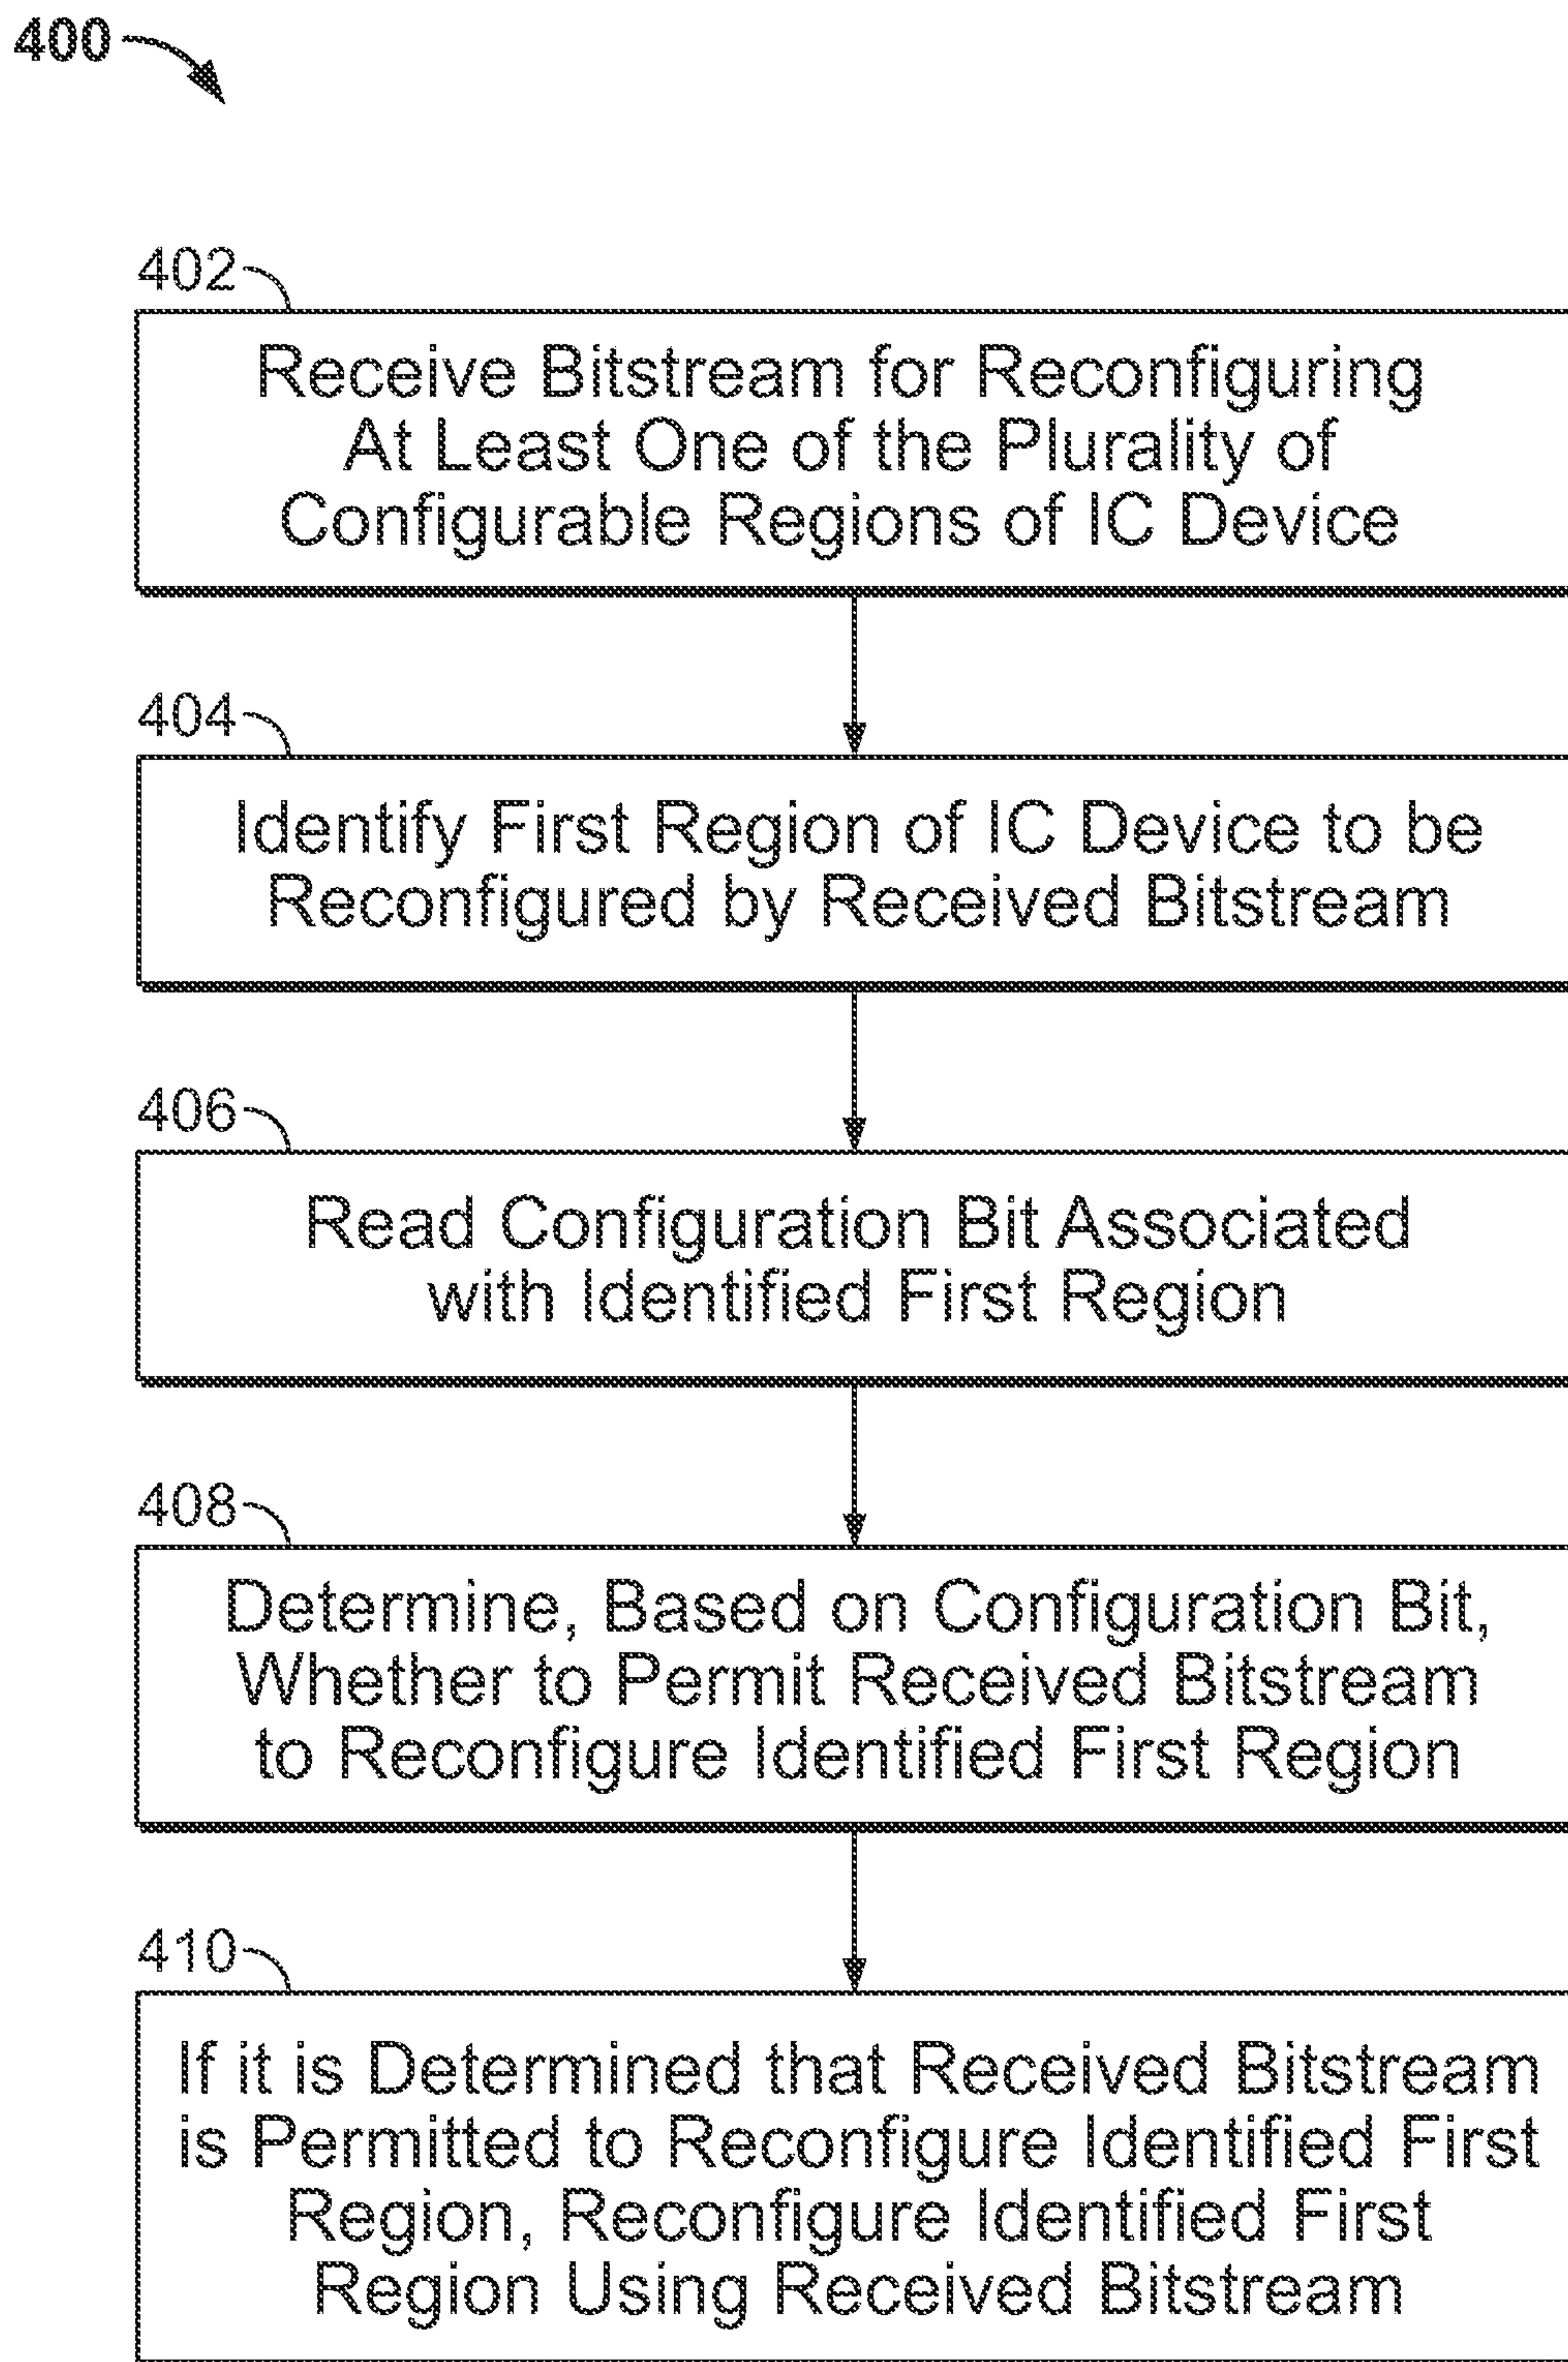 400
402
Receive Bitstream for Reconfiguring
At Least One of the Plurality of
Configurable Regions of IC Device
404
Identify First Region of IC Device to be
Reconfigured by Received Bitstream
406
Read Configuration Bit Associated
with Identified First Region
408
Determine, Based on Configuration Bit,
Whether to Permit Received Bitstream
to Reconfigure Identified First Region
410
If it is Determined that Received Bitstream
is Permitted to Reconfigure Identified First
Region, Reconfigure Identified First
Region Using Received Bitstream